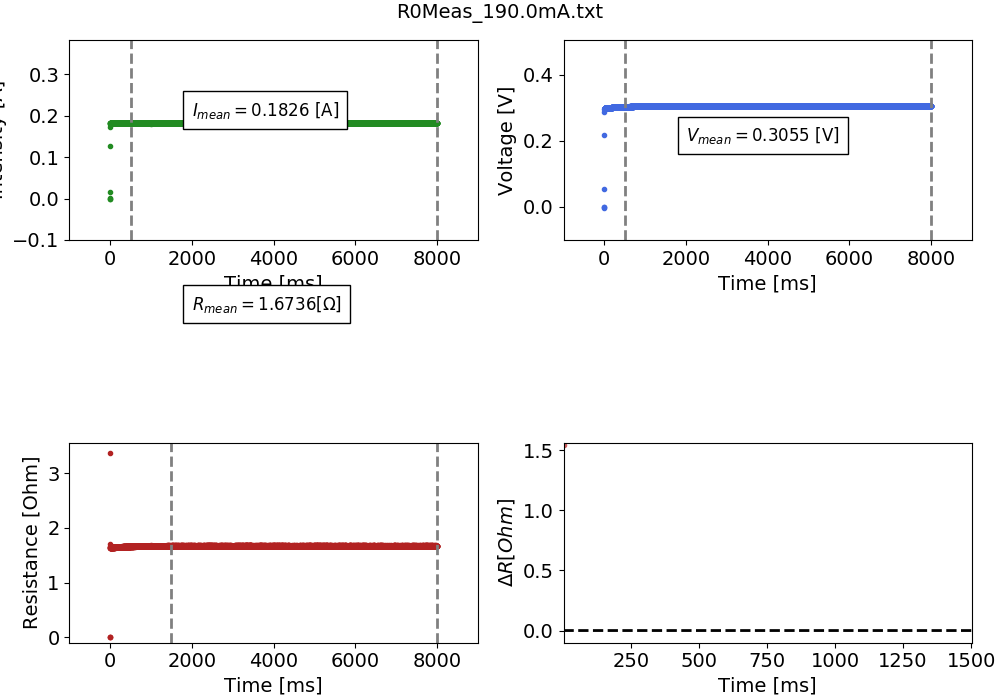 R0Meas_190.0mA.txt
0.3
0.2
0.1
0.0
−0.1
I_mean = 0.1826 [A]
0 2000 4000 6000 8000
Time [ms]
Voltage [V]
0.4
0.2
0.0
V_mean = 0.3055 [V]
0 2000 4000 6000 8000
Time [ms]
R_mean = 1.6736[Ω]
Resistance [Ohm]
3
2
1
0
0 2000 4000 6000 8000
Time [ms]
ΔR[Ohm]
1.5
1.0
0.5
0.0
250 500 750 1000 1250 1500
Time [ms]